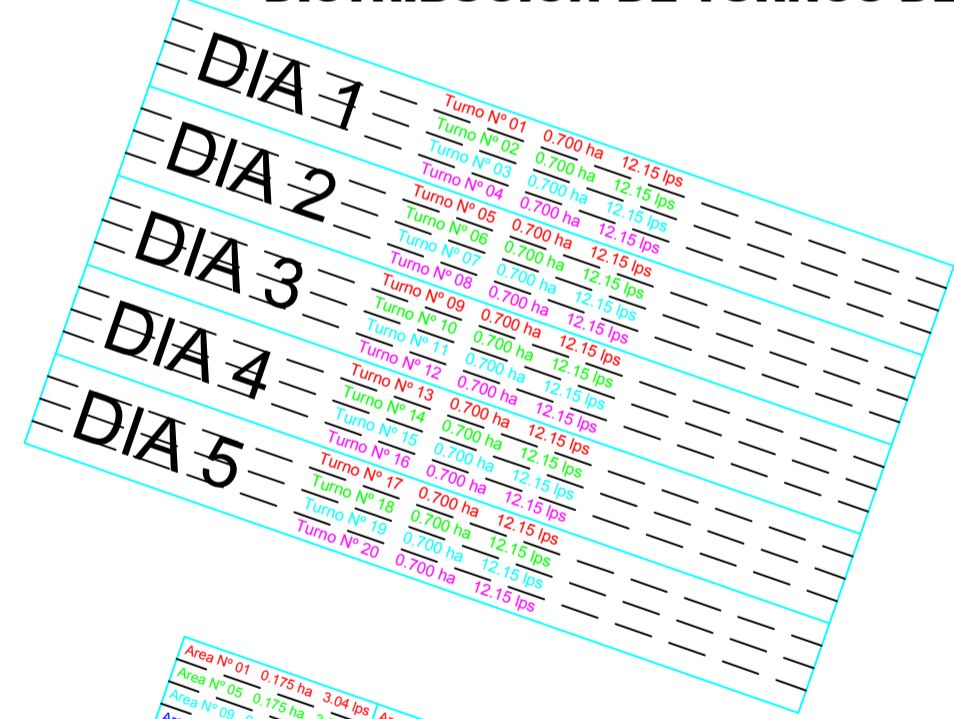 DISTRIBUCION DE TURNOS DE
DIA 1
Turno Nº 01 0.700 ha 12.15 lps
Turno Nº 02 0.700 ha 12.15 lps
Turno Nº 03 0.700 ha 12.15 lps
Turno Nº 04 0.700 ha 12.15 lps
DIA 2
Turno Nº 05 0.700 ha 12.15 lps
Turno Nº 06 0.700 ha 12.15 lps
Turno Nº 07 0.700 ha 12.15 lps
Turno Nº 08 0.700 ha 12.15 lps
DIA 3
Turno Nº 09 0.700 ha 12.15 lps
Turno Nº 10 0.700 ha 12.15 lps
Turno Nº 11 0.700 ha 12.15 lps
Turno Nº 12 0.700 ha 12.15 lps
DIA 4
Turno Nº 13 0.700 ha 12.15 lps
Turno Nº 14 0.700 ha 12.15 lps
Turno Nº 15 0.700 ha 12.15 lps
Turno Nº 16 0.700 ha 12.15 lps
DIA 5
Turno Nº 17 0.700 ha 12.15 lps
Turno Nº 18 0.700 ha 12.15 lps
Turno Nº 19 0.700 ha 12.15 lps
Turno Nº 20 0.700 ha 12.15 lps
Area Nº 01 0.175 ha 3.04 lps
Area Nº 05 0.175 ha
Area Nº 09